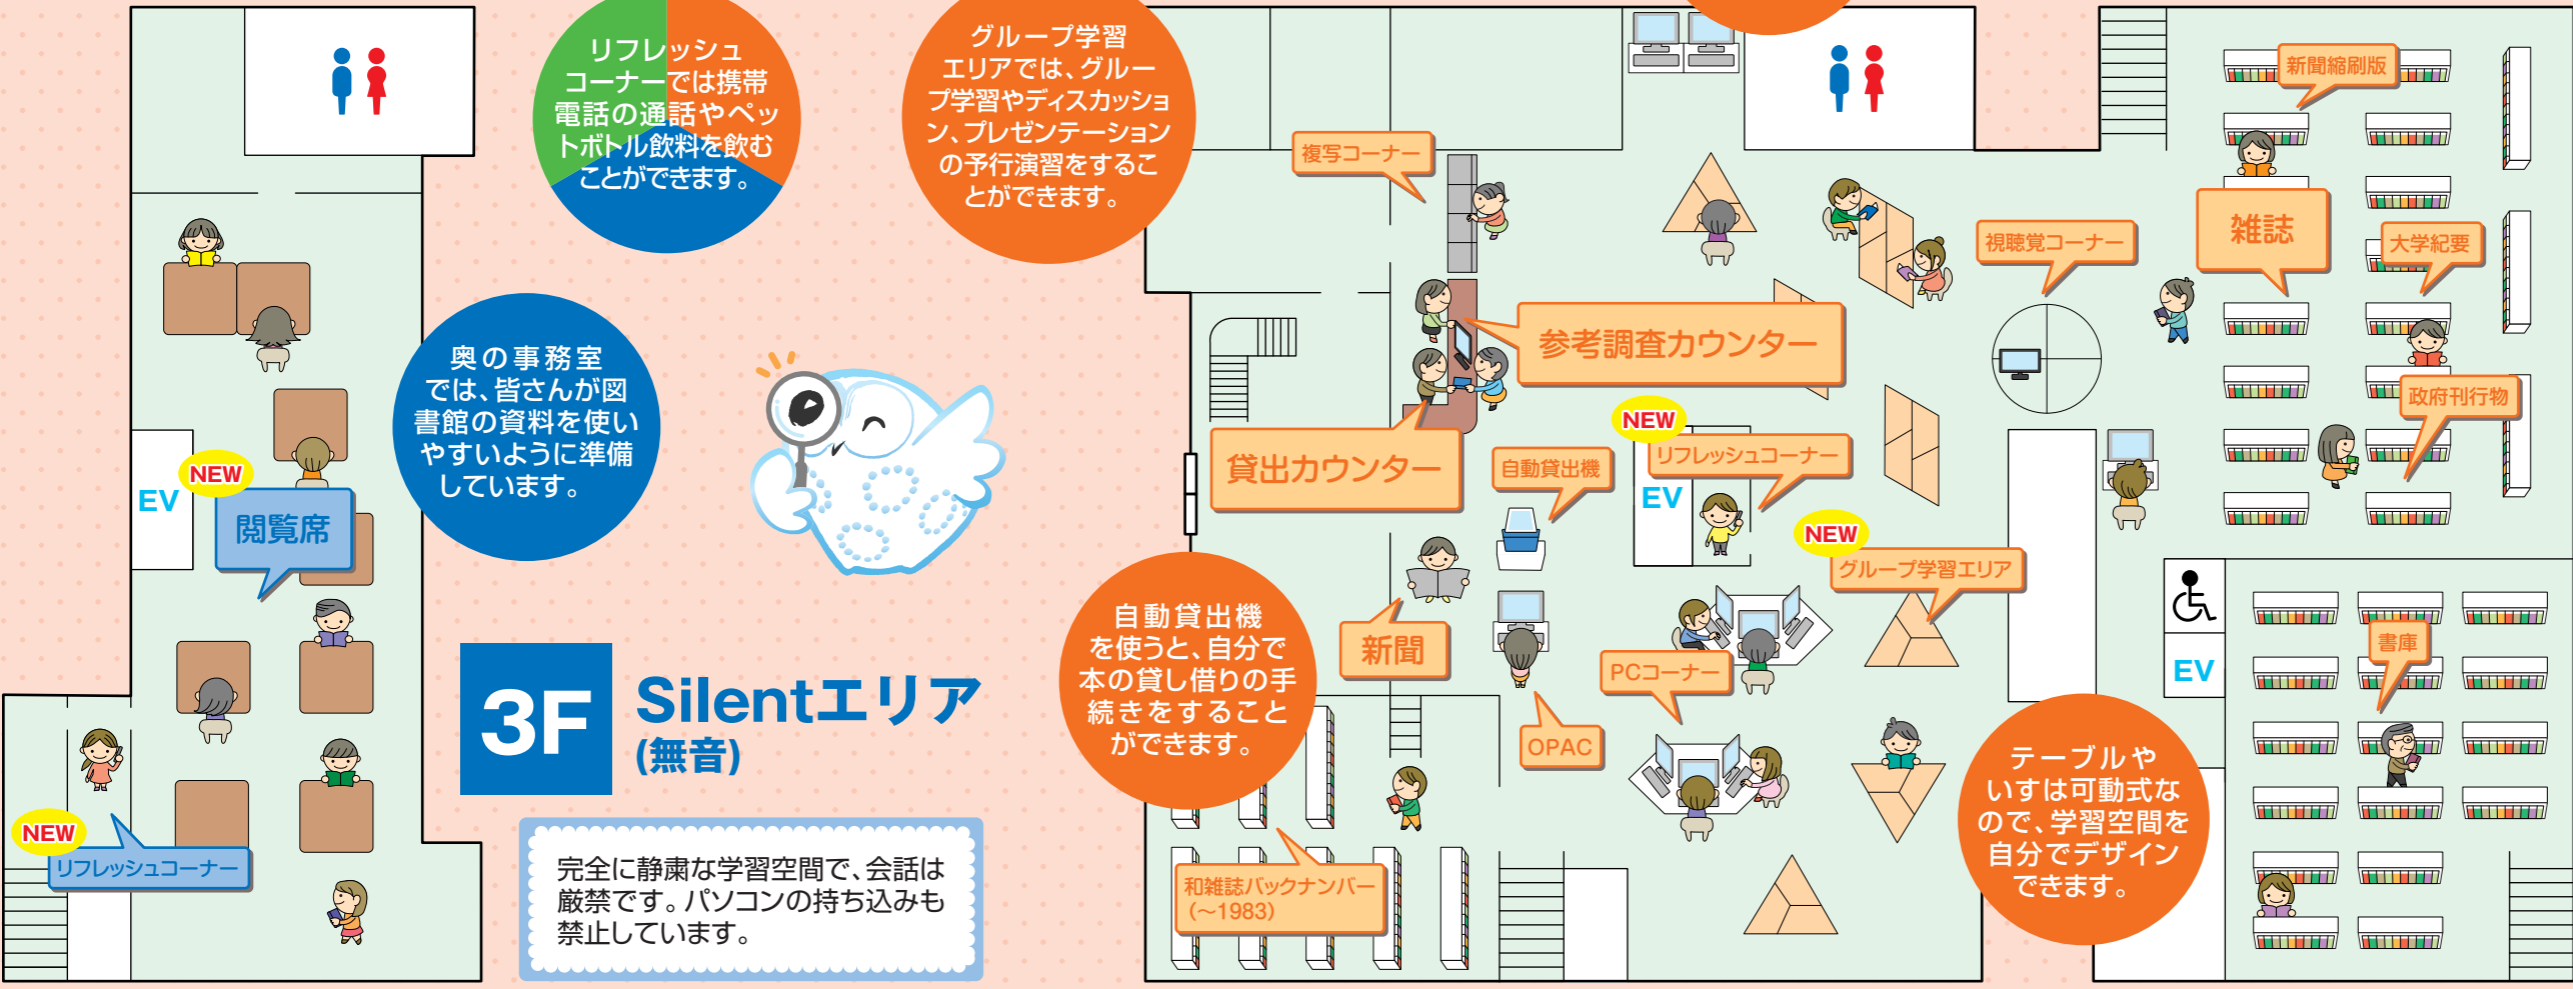 リフレッシュ
コーナーでは携帯
電話の通話やペッ
トボトル飲料を飲む
ことができます。
グループ学習
エリアでは、グルー
プ学習やディスカッショ
ン、プレゼンテーション
の予行演習をするこ
とができます。
奥の事務室
では、皆さんが図
書館の資料を使い
やすいように準備
しています。
EV
NEW
閲覧席
NEW
リフレッシュコーナー
3F
Silentエリア
(無音)
完全に静粛な学習空間で、会話は
厳禁です。パソコンの持ち込みも
禁止しています。
複写コーナー
参考調査カウンター
貸出カウンター
自動貸出機
NEW
リフレッシュコーナー
EV
NEW
グループ学習エリア
視聴覚コーナー
新聞
OPAC
PCコーナー
自動貸出機
を使うと、自分で
本の貸し借りの手
続きをすること
ができます。
和雑誌バックナンバー
(～1983)
テーブルや
いすは可動式な
ので、学習空間を
自分でデザイン
できます。
新聞縮刷版
雑誌
大学紀要
政府刊行物
EV
書庫